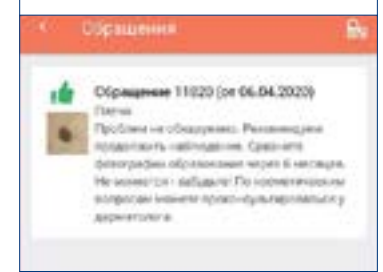 Обращения
Обращение 11020 (от 06.04.2020)
Проблем не обнаружено. Рекомендуем
продолжить наблюдение. Сравните
фотографии образования через 6 месяцев.
Не меняется - забудьте! По косметическим
вопросам можете проконсультироваться у
дерматолога